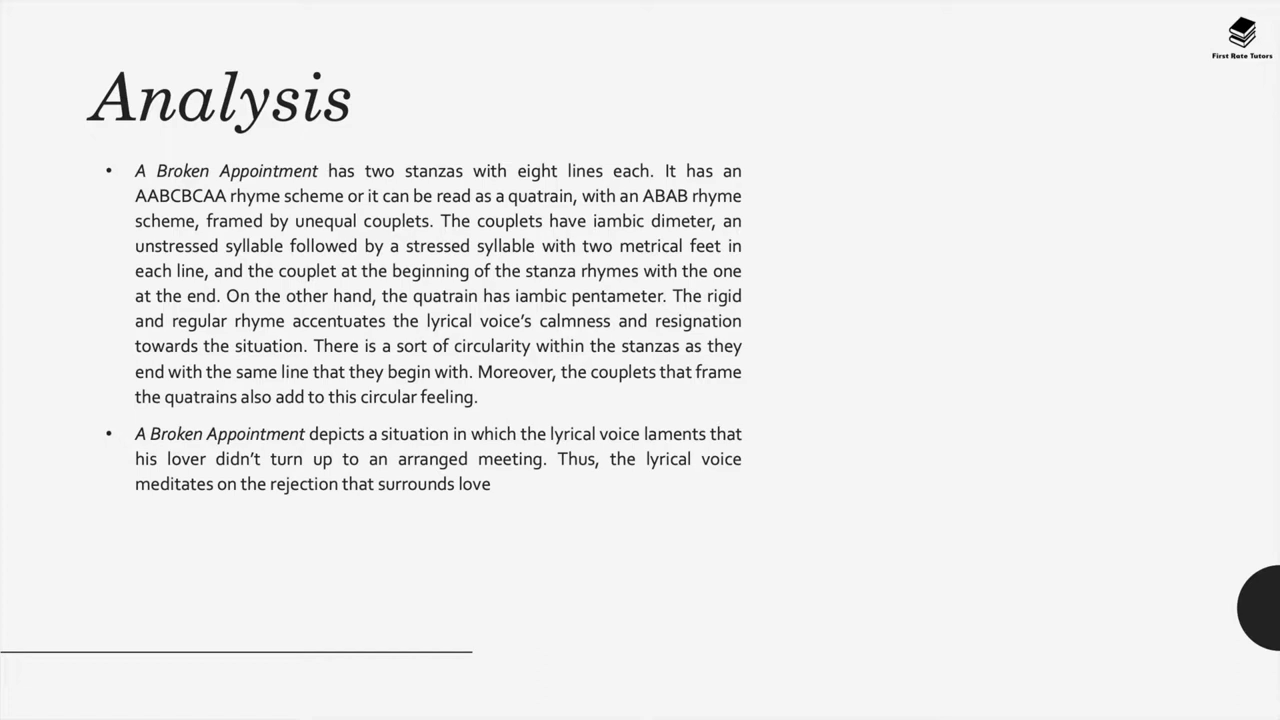 First Rate Tutors
Analysis
• A Broken Appointment has two stanzas with eight lines each. It has an
AABCBCAA rhyme scheme or it can be read as a quatrain, with an ABAB rhyme
scheme, framed by unequal couplets. The couplets have iambic dimeter, an
unstressed syllable followed by a stressed syllable with two metrical feet in
each line, and the couplet at the beginning of the stanza rhymes with the one
at the end. On the other hand, the quatrain has iambic pentameter. The rigid
and regular rhyme accentuates the lyrical voice’s calmness and resignation
towards the situation. There is a sort of circularity within the stanzas as they
end with the same line that they begin with. Moreover, the couplets that frame
the quatrains also add to this circular feeling.
• A Broken Appointment depicts a situation in which the lyrical voice laments that
his lover didn’t turn up to an arranged meeting. Thus, the lyrical voice
meditates on the rejection that surrounds love